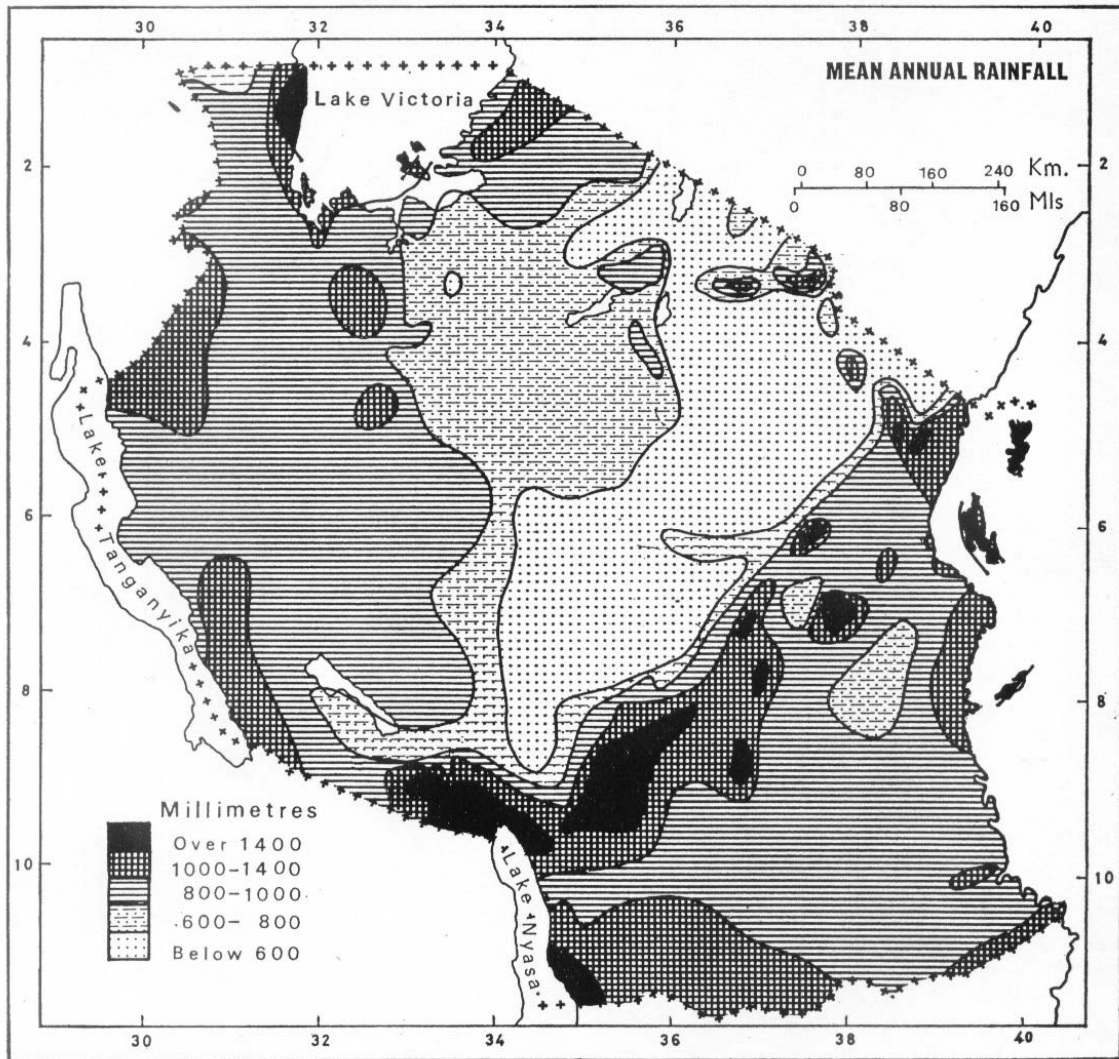 30 32 34 36 38 40
MEAN ANNUAL RAINFALL
Lake Victoria
2 2
0 80 160 240 Km.
0 80 160 Mls
4 4
Lake Tanganyika
6 6
8 8
Millimetres
Over 1400
1000-1400
800-1000
.600- 800
Below 600
10 10
Lake Nyasa
30 32 34 36 38 40